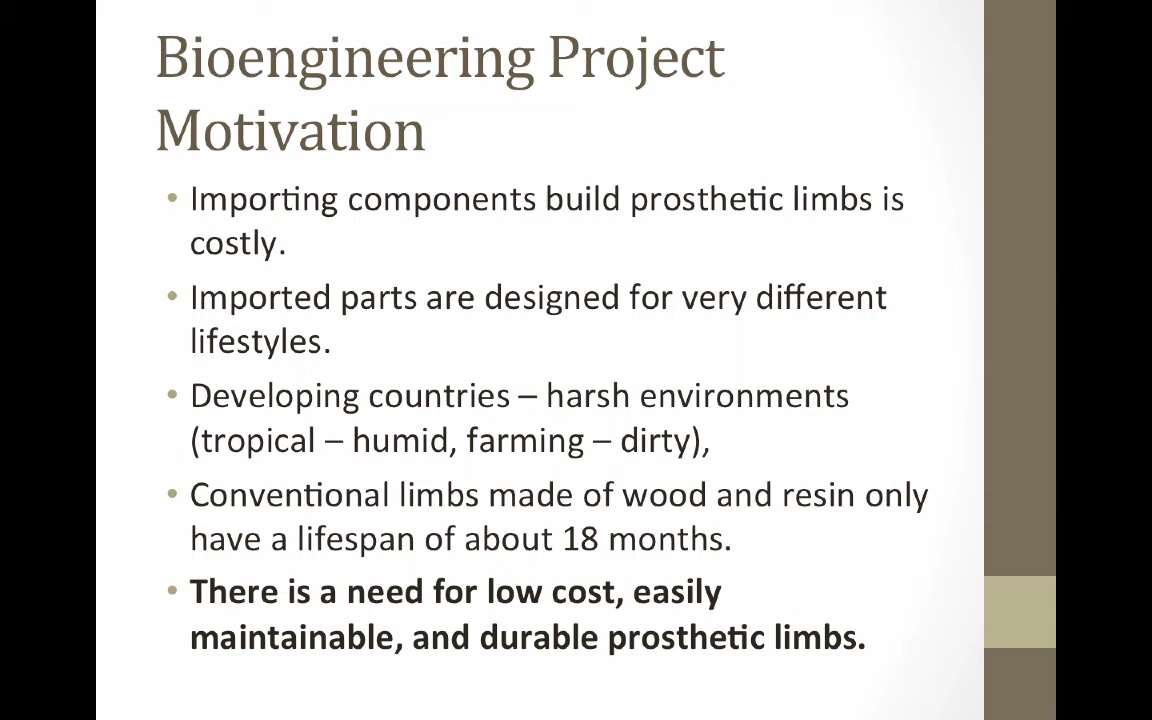 Bioengineering Project
Motivation
• Importing components build prosthetic limbs is
costly.
• Imported parts are designed for very different
lifestyles.
• Developing countries – harsh environments
(tropical – humid, farming – dirty),
• Conventional limbs made of wood and resin only
have a lifespan of about 18 months.
• There is a need for low cost, easily
maintainable, and durable prosthetic limbs.